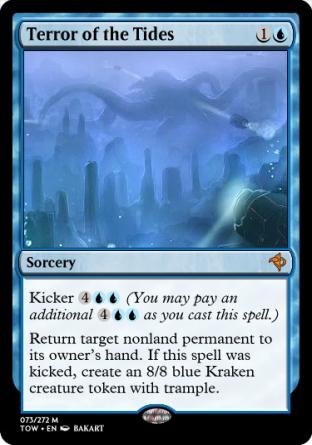 Terror of the Tides 1
Sorcery
Kicker 4 (You may pay an
additional 4 as you cast this spell.)
Return target nonland permanent to
its owner's hand. If this spell was
kicked, create an 8/8 blue Kraken
creature token with trample.
073/272 M
TOW • EN BAKART